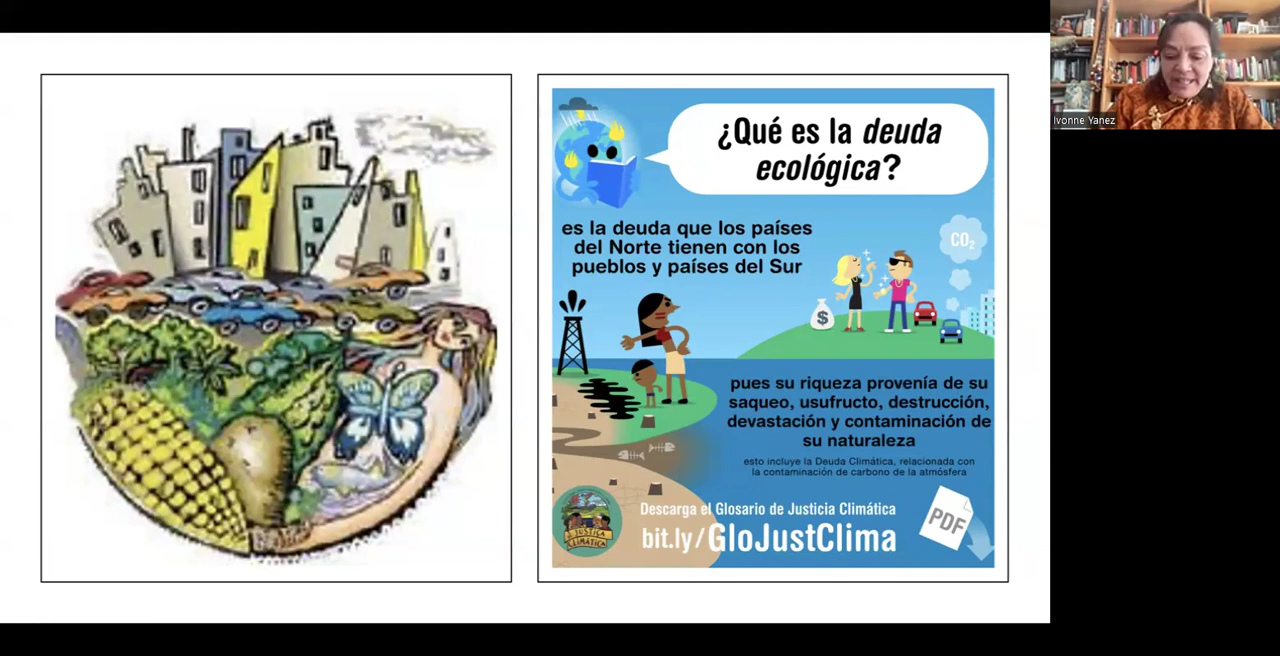 ¿Qué es la deuda
ecológica?
es la deuda que los países
del Norte tienen con los
pueblos y países del Sur
CO₂
$
pues su riqueza provenía de su
saqueo, usufructo, destrucción,
devastación y contaminación de
su naturaleza
esto incluye la Deuda Climática, relacionada con
la contaminación de carbono de la atmósfera
JUSTICIA
CLIMÁTICA
Descarga el Glosario de Justicia Climática
bit.ly/GloJustClima
PDF
Ivonne Yanez